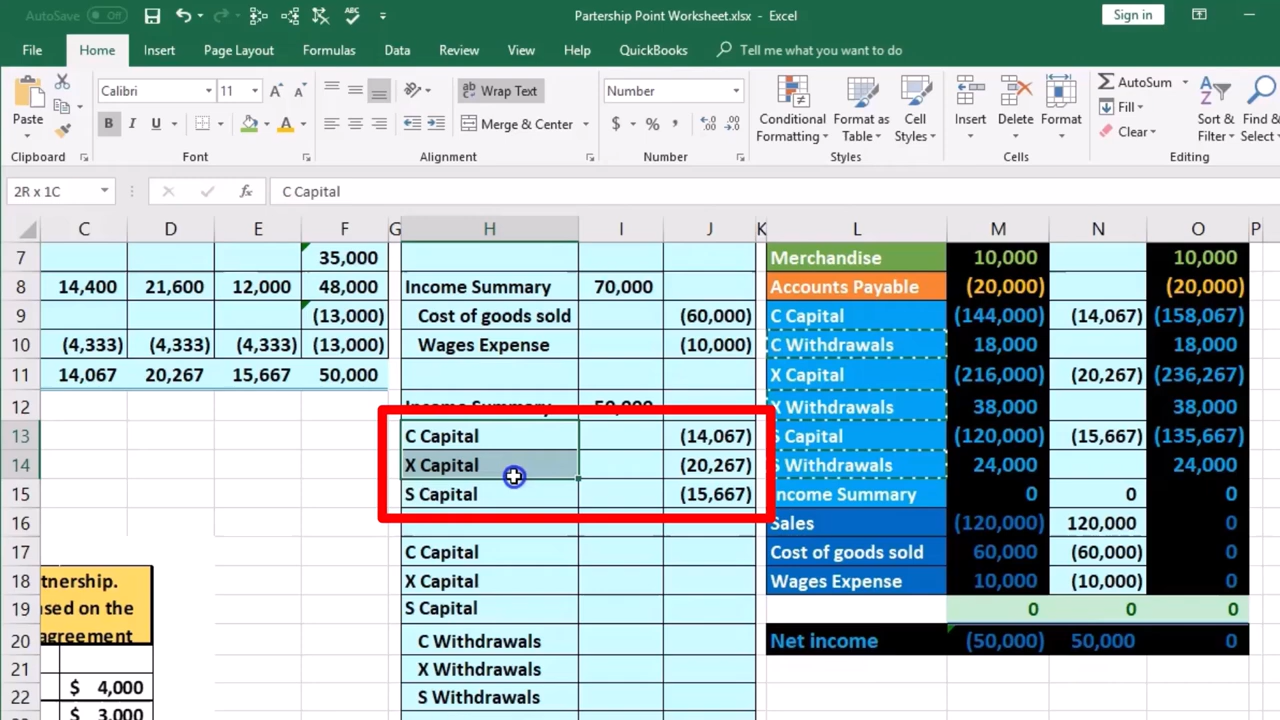 AutoSave Off Partership Point Worksheet.xlsx - Excel Sign in
File Home Insert Page Layout Formulas Data Review View Help QuickBooks Tell me what you want to do
Paste Calibri 11 Wrap Text Number Conditional Formatting Format as Table Cell Styles Insert Delete Format AutoSum Sort & Filter Find & Select
B I U Merge & Center $ % Fill
Clear
Clipboard Font Alignment Number Styles Cells Editing
2R x 1C fx C Capital
C D E F G H I J K L M N O P
7 35,000 Merchandise 10,000 10,000
8 14,400 21,600 12,000 48,000 Income Summary 70,000 Accounts Payable (20,000) (20,000)
9 (13,000) Cost of goods sold (60,000) C Capital (144,000) (14,067) (158,067)
10 (4,333) (4,333) (4,333) (13,000) Wages Expense (10,000) C Withdrawals 18,000 18,000
11 14,067 20,267 15,667 50,000 X Capital (216,000) (20,267) (236,267)
12 Income Summary 50,000 X Withdrawals 38,000 38,000
13 C Capital (14,067) S Capital (120,000) (15,667) (135,667)
14 X Capital (20,267) S Withdrawals 24,000 24,000
15 S Capital (15,667) Income Summary 0 0 0
16 Sales (120,000) 120,000 0
17 C Capital Cost of goods sold 60,000 (60,000) 0
18 tnership. X Capital Wages Expense 10,000 (10,000) 0
19 sed on the S Capital 0 0 0
20 agreement C Withdrawals Net income (50,000) 50,000 0
21 X Withdrawals
22 $ 4,000 S Withdrawals
$ 3,000